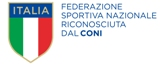 ITALIA
FEDERAZIONE
SPORTIVA NAZIONALE
RICONOSCIUTA
DAL CONI